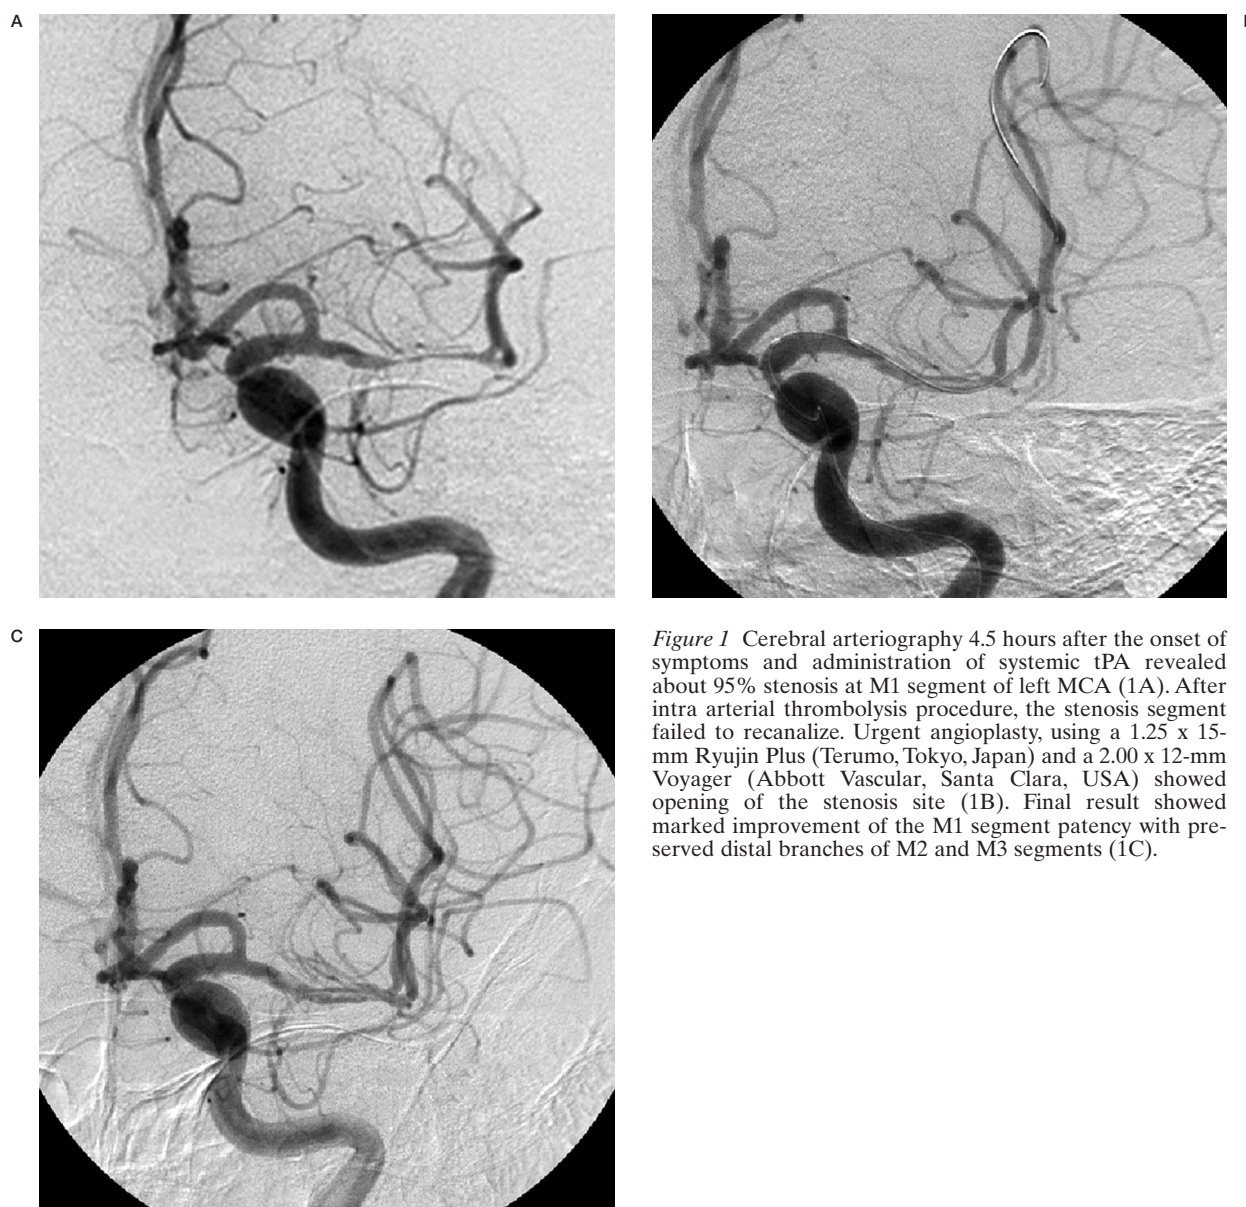 A
B
C
Figure 1 Cerebral arteriography 4.5 hours after the onset of
symptoms and administration of systemic tPA revealed
about 95% stenosis at M1 segment of left MCA (1A). After
intra arterial thrombolysis procedure, the stenosis segment
failed to recanalize. Urgent angioplasty, using a 1.25 x 15-
mm Ryujin Plus (Terumo, Tokyo, Japan) and a 2.00 x 12-mm
Voyager (Abbott Vascular, Santa Clara, USA) showed
opening of the stenosis site (1B). Final result showed
marked improvement of the M1 segment patency with pre-
served distal branches of M2 and M3 segments (1C).